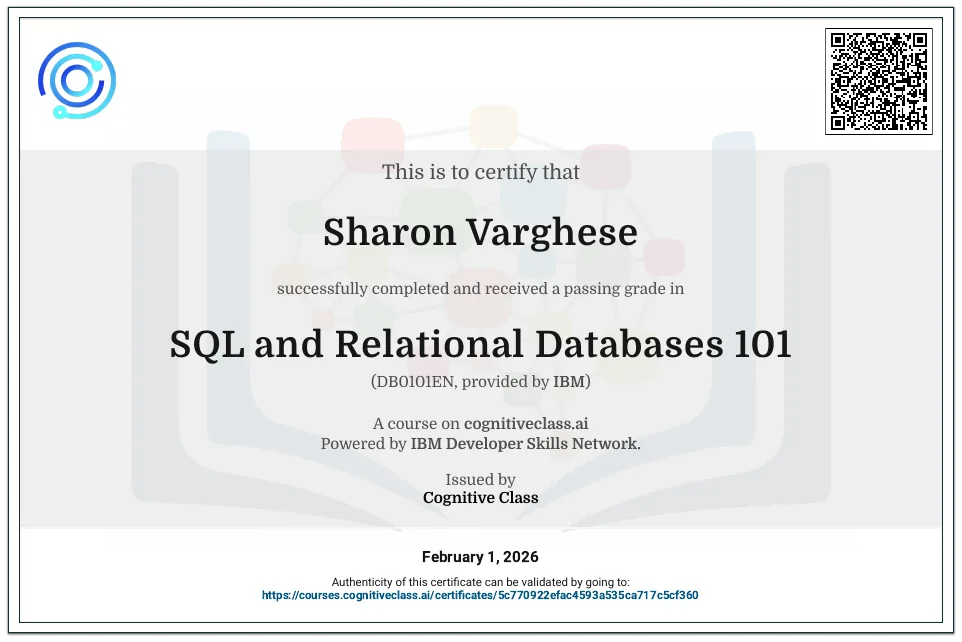 This is to certify that
Sharon Varghese
successfully completed and received a passing grade in
SQL and Relational Databases 101
(DB0101EN, provided by IBM)
A course on cognitiveclass.ai
Powered by IBM Developer Skills Network.
Issued by
Cognitive Class
February 1, 2026
Authenticity of this certificate can be validated by going to:
https://courses.cognitiveclass.ai/certificates/5c770922efac4593a535ca717c5cf360